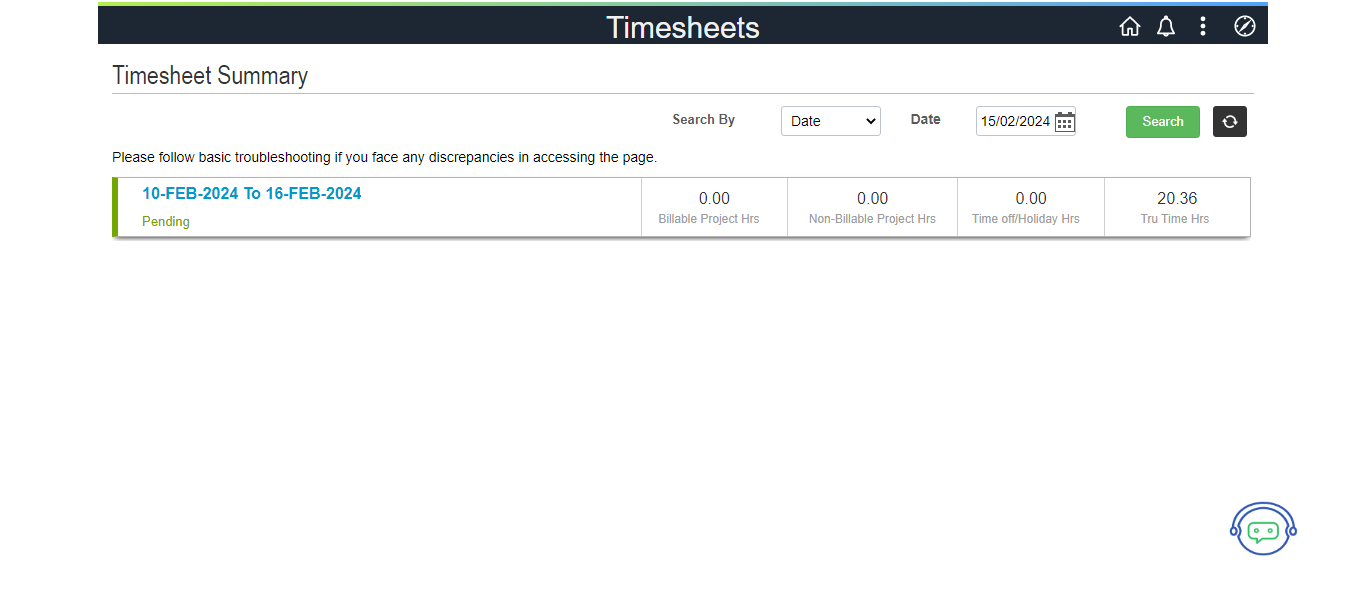 Timesheets
Timesheet Summary
Search By Date Date 15/02/2024 Search
Please follow basic troubleshooting if you face any discrepancies in accessing the page.
10-FEB-2024 To 16-FEB-2024
Pending
0.00 0.00 0.00 20.36
Billable Project Hrs Non-Billable Project Hrs Time off/Holiday Hrs Tru Time Hrs